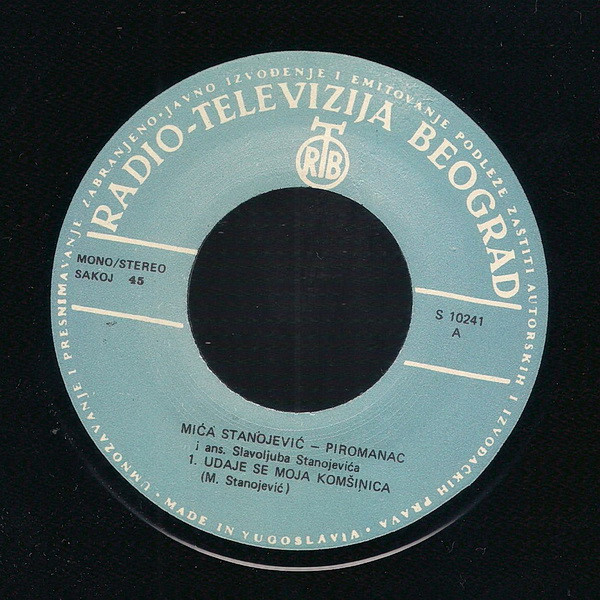 UMNOŽAVANJE I PRESNIMAVANJE ZABRANJENO • JAVNO IZVOĐENJE I EMITOVANJE PODLEŽE ZAŠTITI AUTORSKIH I IZVOĐAČKIH PRAVA •
RADIO-TELEVIZIJA BEOGRAD
RTB
MONO/STEREO
SAKOJ 45
S 10241
A
MIĆA STANOJEVIĆ – PIROMANAC
i ans. Slavoljuba Stanojevića
1. UDAJE SE MOJA KOMŠINICA
(M. Stanojević)
MADE IN YUGOSLAVIA •